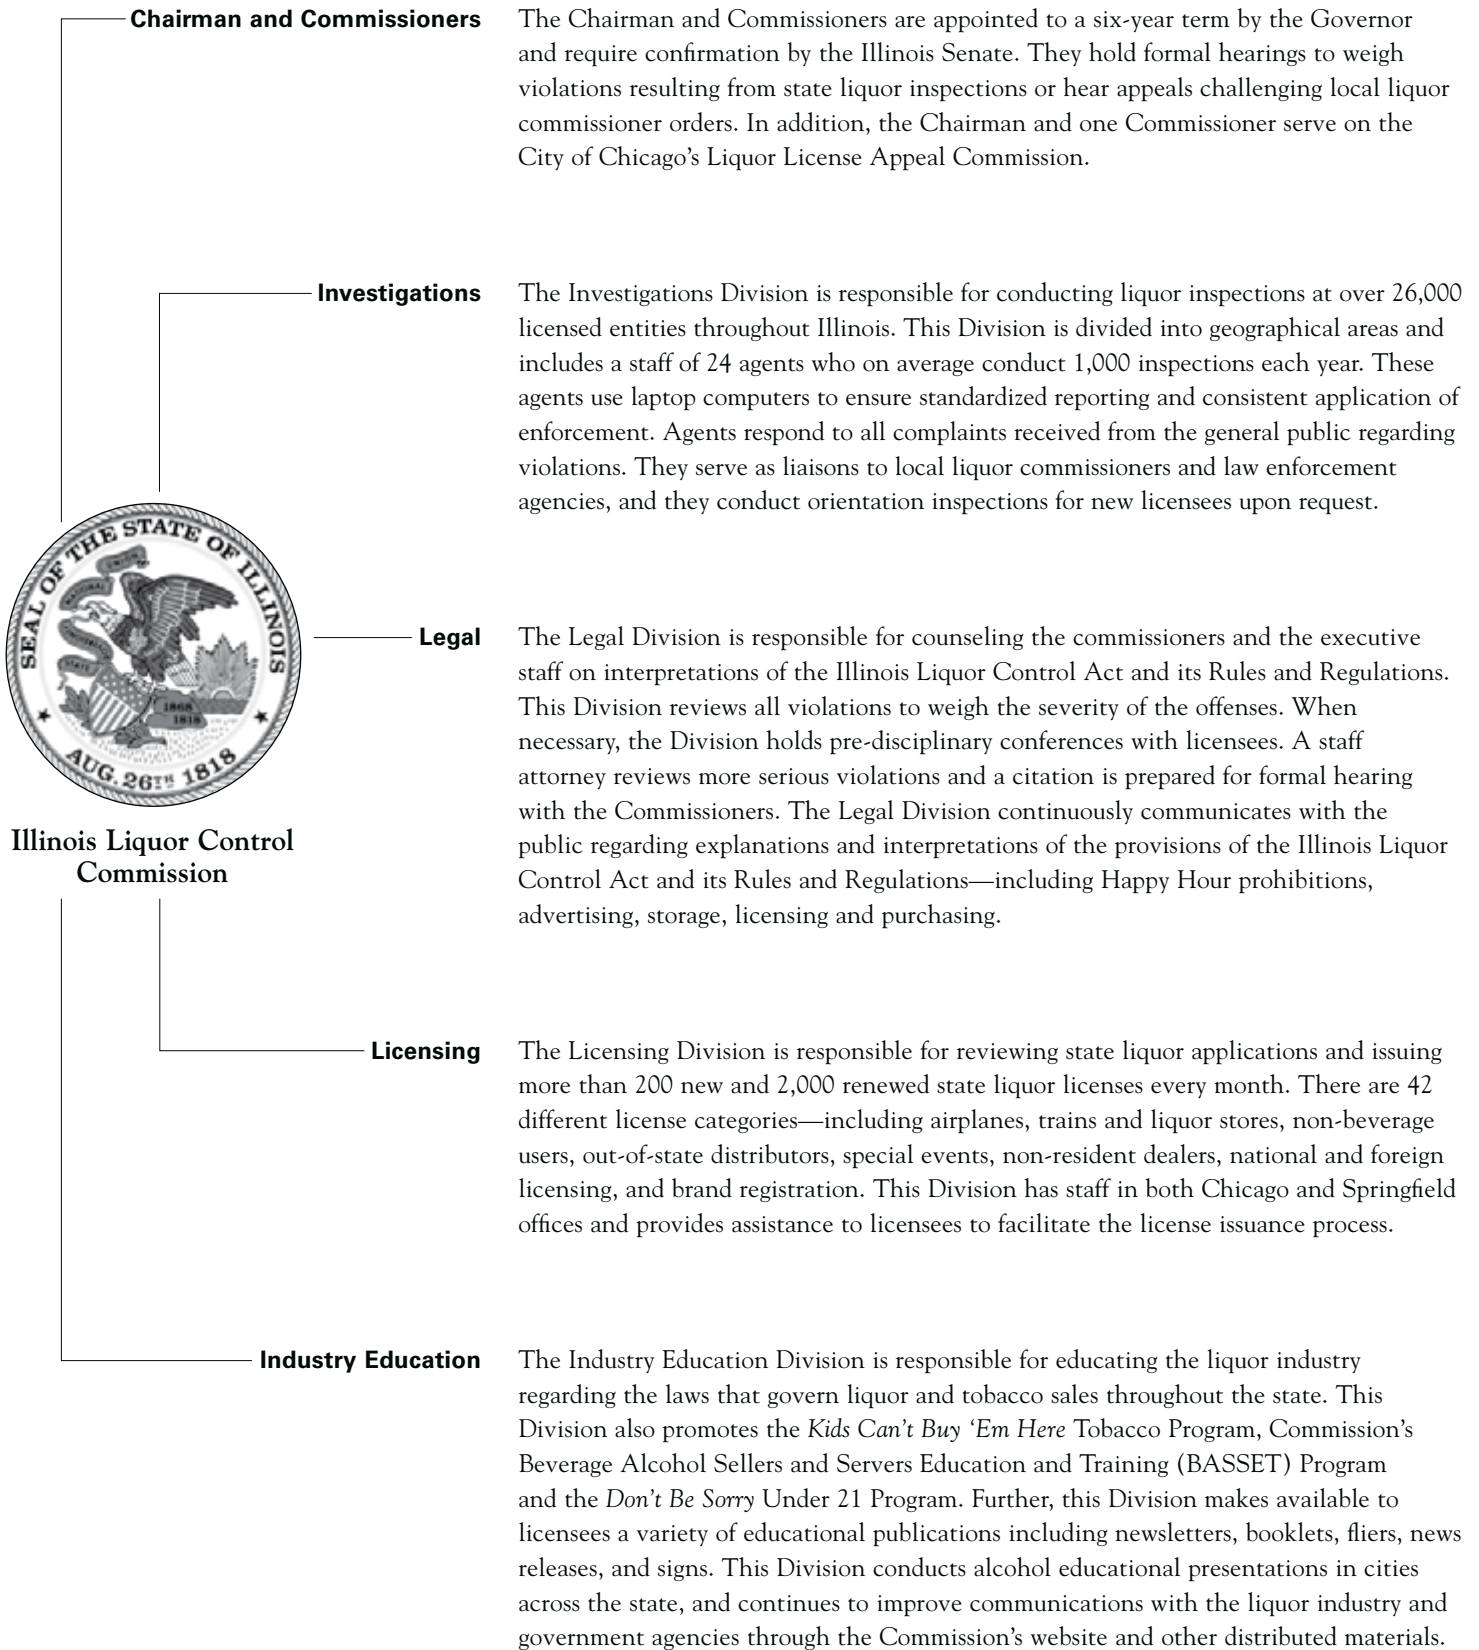 Chairman and Commissioners
The Chairman and Commissioners are appointed to a six-year term by the Governor
and require confirmation by the Illinois Senate. They hold formal hearings to weigh
violations resulting from state liquor inspections or hear appeals challenging local liquor
commissioner orders. In addition, the Chairman and one Commissioner serve on the
City of Chicago’s Liquor License Appeal Commission.
Investigations
The Investigations Division is responsible for conducting liquor inspections at over 26,000
licensed entities throughout Illinois. This Division is divided into geographical areas and
includes a staff of 24 agents who on average conduct 1,000 inspections each year. These
agents use laptop computers to ensure standardized reporting and consistent application of
enforcement. Agents respond to all complaints received from the general public regarding
violations. They serve as liaisons to local liquor commissioners and law enforcement
agencies, and they conduct orientation inspections for new licensees upon request.
SEAL OF THE STATE OF ILLINOIS
STATE
SOVEREIGNTY
NATIONAL
UNION
1868
1818
AUG. 26TH 1818
Illinois Liquor Control
Commission
Legal
The Legal Division is responsible for counseling the commissioners and the executive
staff on interpretations of the Illinois Liquor Control Act and its Rules and Regulations.
This Division reviews all violations to weigh the severity of the offenses. When
necessary, the Division holds pre-disciplinary conferences with licensees. A staff
attorney reviews more serious violations and a citation is prepared for formal hearing
with the Commissioners. The Legal Division continuously communicates with the
public regarding explanations and interpretations of the provisions of the Illinois Liquor
Control Act and its Rules and Regulations—including Happy Hour prohibitions,
advertising, storage, licensing and purchasing.
Licensing
The Licensing Division is responsible for reviewing state liquor applications and issuing
more than 200 new and 2,000 renewed state liquor licenses every month. There are 42
different license categories—including airplanes, trains and liquor stores, non-beverage
users, out-of-state distributors, special events, non-resident dealers, national and foreign
licensing, and brand registration. This Division has staff in both Chicago and Springfield
offices and provides assistance to licensees to facilitate the license issuance process.
Industry Education
The Industry Education Division is responsible for educating the liquor industry
regarding the laws that govern liquor and tobacco sales throughout the state. This
Division also promotes the Kids Can’t Buy ‘Em Here Tobacco Program, Commission’s
Beverage Alcohol Sellers and Servers Education and Training (BASSET) Program
and the Don’t Be Sorry Under 21 Program. Further, this Division makes available to
licensees a variety of educational publications including newsletters, booklets, fliers, news
releases, and signs. This Division conducts alcohol educational presentations in cities
across the state, and continues to improve communications with the liquor industry and
government agencies through the Commission’s website and other distributed materials.